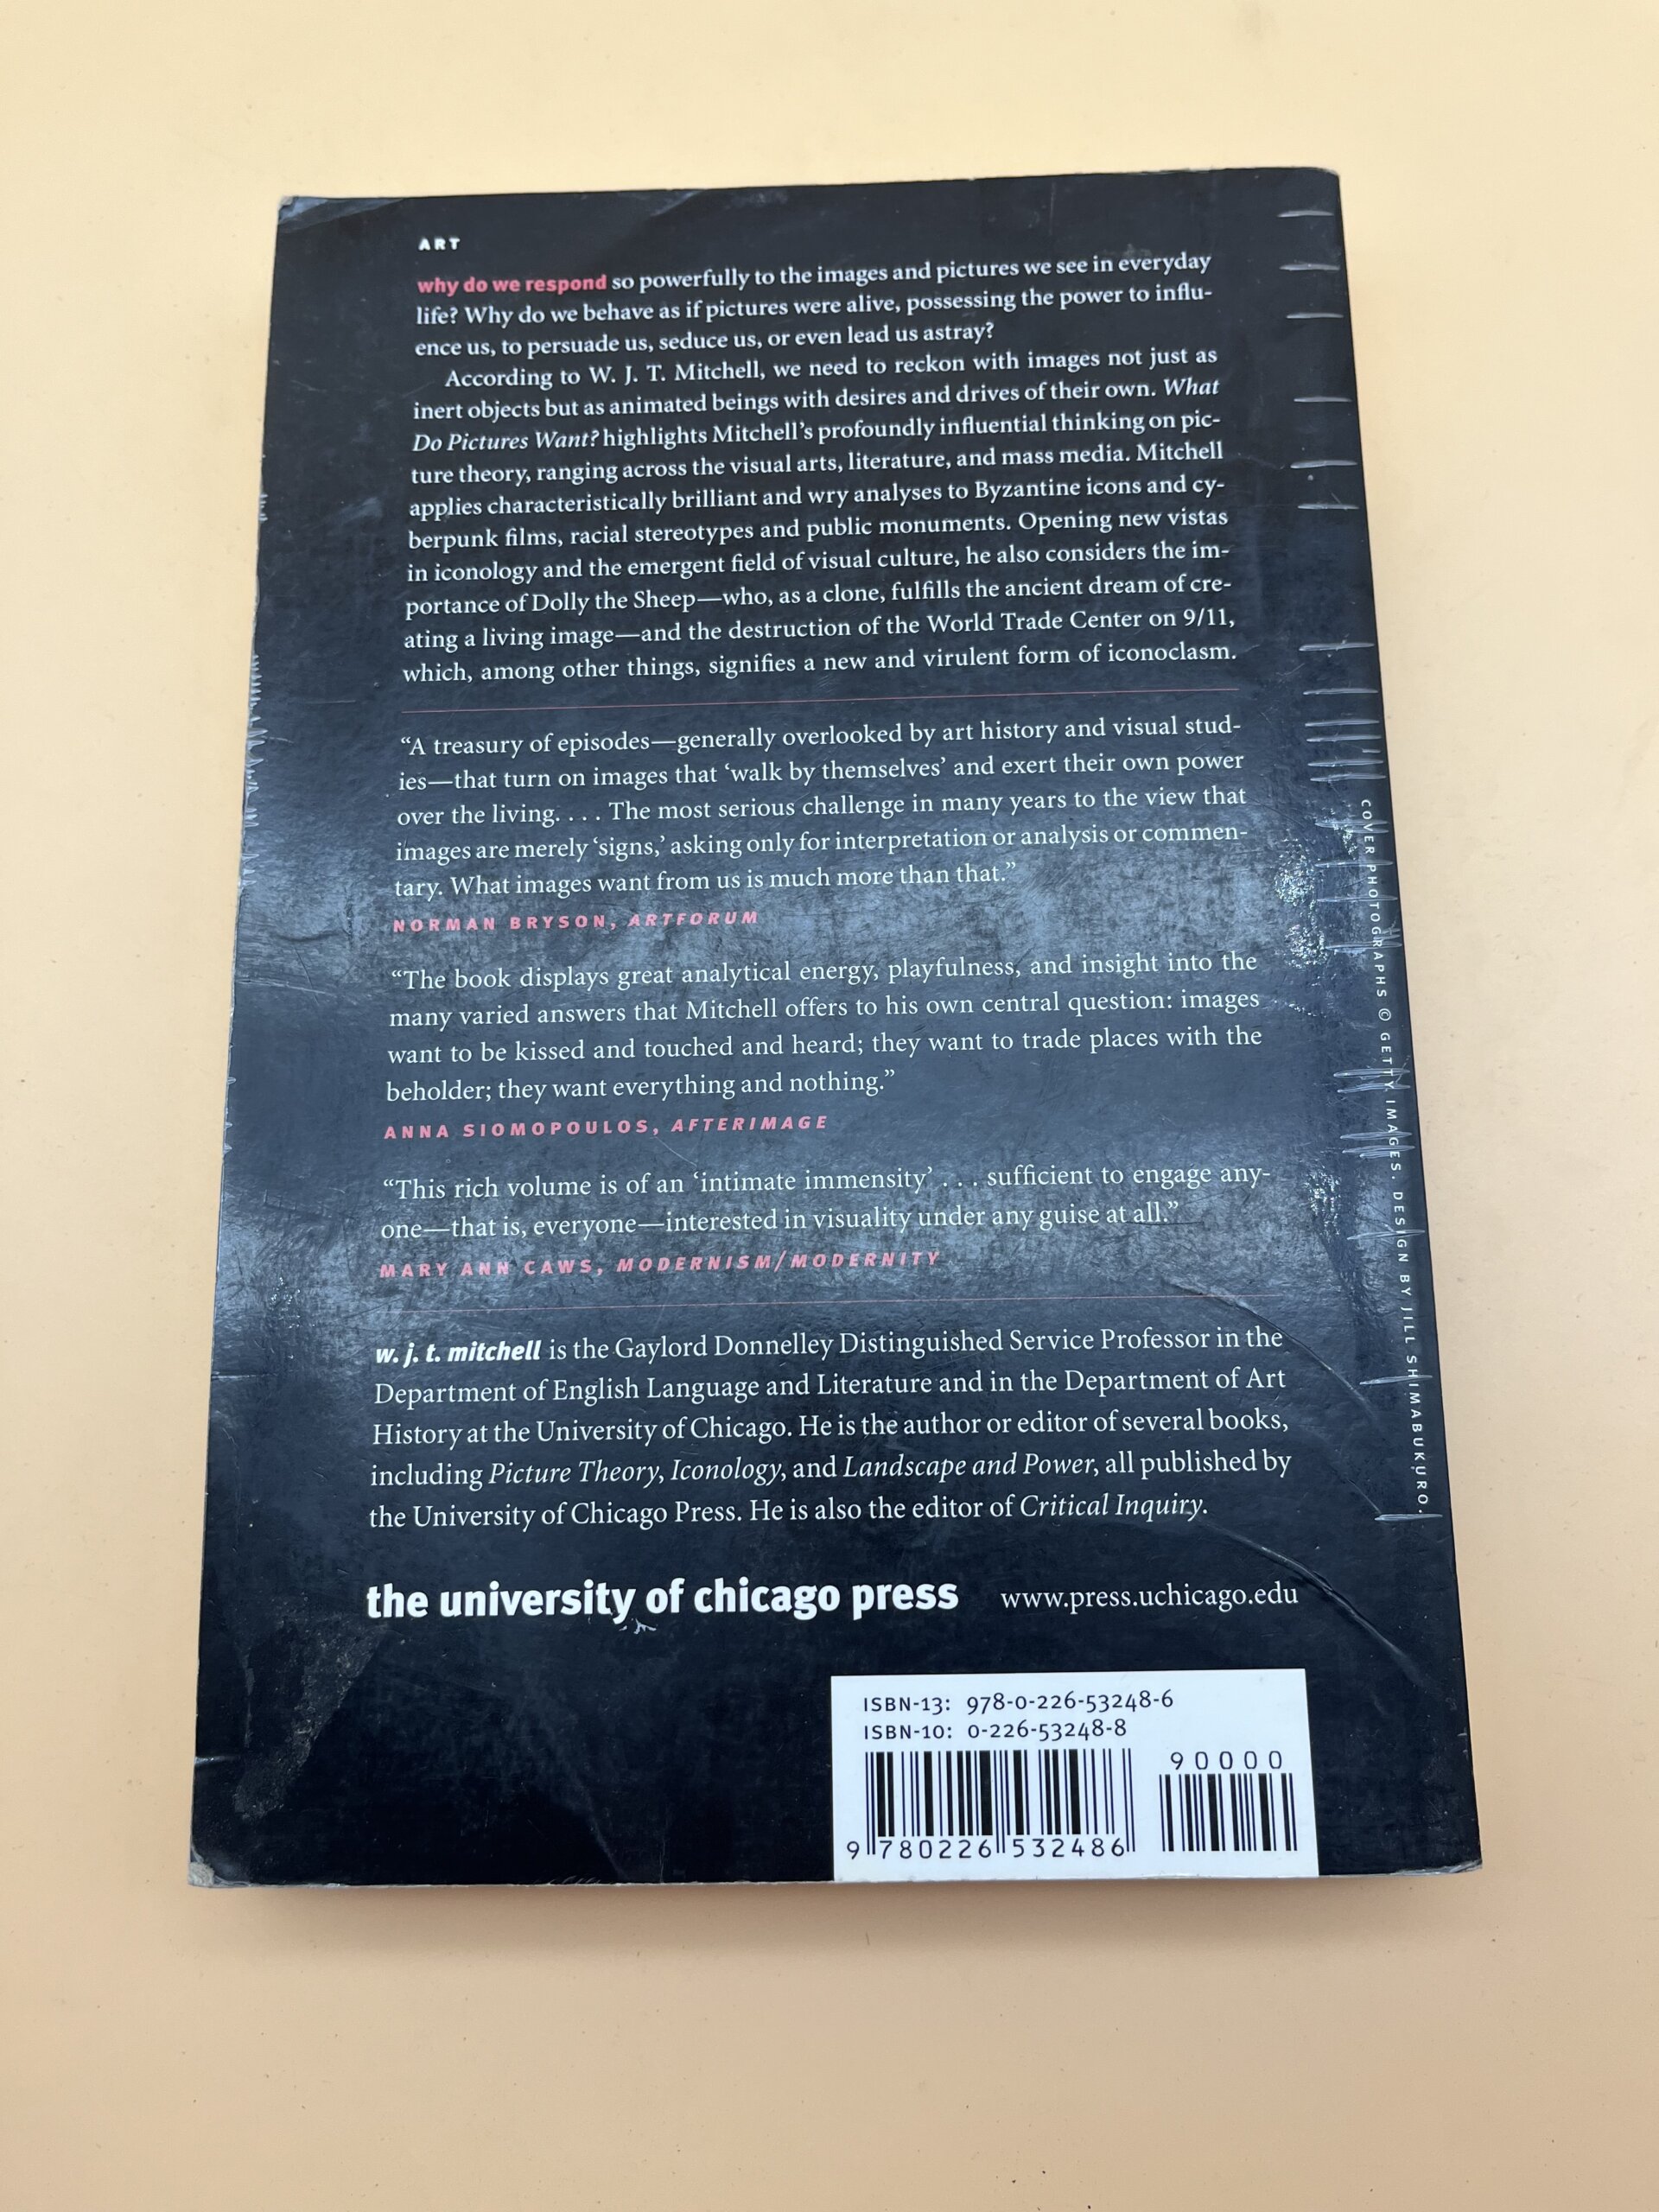 ART
why do we respond so powerfully to the images and pictures we see in everyday
life? Why do we behave as if pictures were alive, possessing the power to influ-
ence us, to persuade us, seduce us, or even lead us astray?
According to W. J. T. Mitchell, we need to reckon with images not just as
inert objects but as animated beings with desires and drives of their own. What
Do Pictures Want? highlights Mitchell’s profoundly influential thinking on pic-
ture theory, ranging across the visual arts, literature, and mass media. Mitchell
applies characteristically brilliant and wry analyses to Byzantine icons and cy-
berpunk films, racial stereotypes and public monuments. Opening new vistas
in iconology and the emergent field of visual culture, he also considers the im-
portance of Dolly the Sheep—who, as a clone, fulfills the ancient dream of cre-
ating a living image—and the destruction of the World Trade Center on 9/11,
which, among other things, signifies a new and virulent form of iconoclasm.
“A treasury of episodes—generally overlooked by art history and visual stud-
ies—that turn on images that ‘walk by themselves’ and exert their own power
over the living. . . . The most serious challenge in many years to the view that
images are merely ‘signs,’ asking only for interpretation or analysis or commen-
tary. What images want from us is much more than that.”
NORMAN BRYSON, ARTFORUM
“The book displays great analytical energy, playfulness, and insight into the
many varied answers that Mitchell offers to his own central question: images
want to be kissed and touched and heard; they want to trade places with the
beholder; they want everything and nothing.”
ANNA SIOMOPOULOS, AFTERIMAGE
“This rich volume is of an ‘intimate immensity’ . . . sufficient to engage any-
one—that is, everyone—interested in visuality under any guise at all.”
MARY ANN CAWS, MODERNISM/MODERNITY
w. j. t. mitchell is the Gaylord Donnelley Distinguished Service Professor in the
Department of English Language and Literature and in the Department of Art
History at the University of Chicago. He is the author or editor of several books,
including Picture Theory, Iconology, and Landscape and Power, all published by
the University of Chicago Press. He is also the editor of Critical Inquiry.
the university of chicago press www.press.uchicago.edu
ISBN-13: 978-0-226-53248-6
ISBN-10: 0-226-53248-8
90000
9 780226 532486
COVER PHOTOGRAPHS © GETTY IMAGES. DESIGN BY JILL SHIMABUKURO.